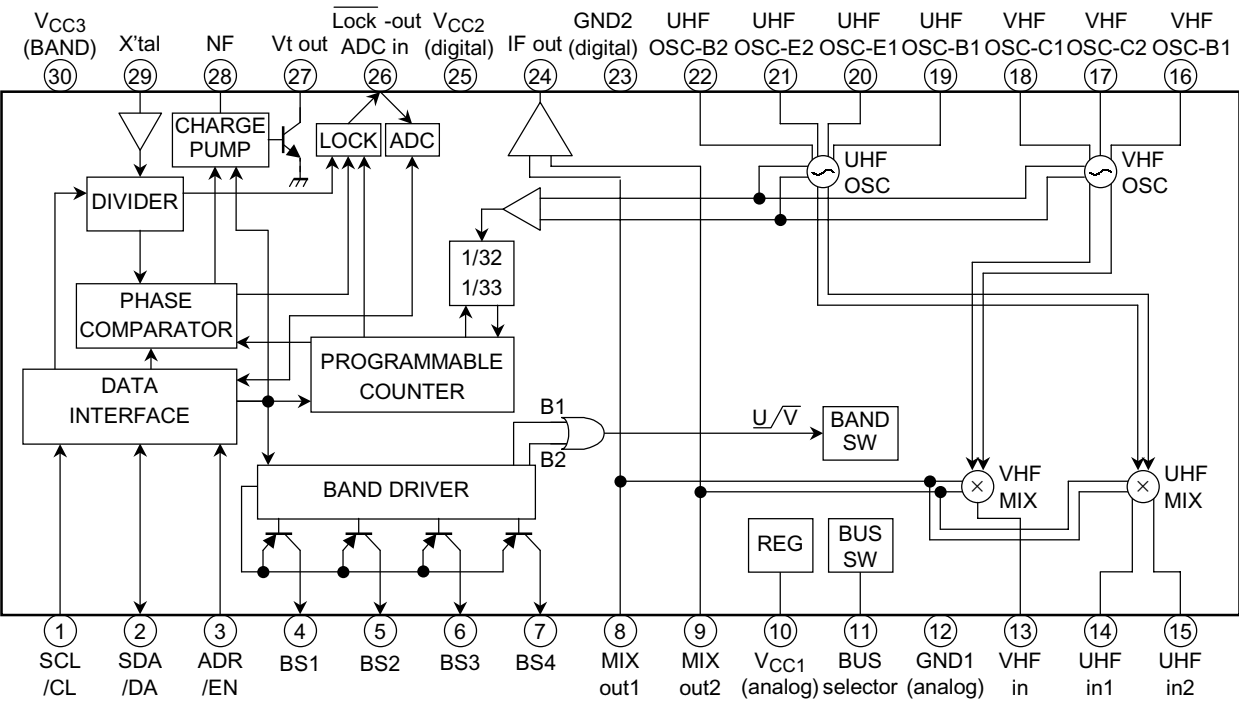 VCC3
(BAND)
X'tal
NF
Vt out
Lock -out
ADC in
VCC2
(digital)
IF out
GND2
(digital)
UHF
OSC-B2
UHF
OSC-E2
UHF
OSC-E1
UHF
OSC-B1
VHF
OSC-C1
VHF
OSC-C2
VHF
OSC-B1
30
29
28
27
26
25
24
23
22
21
20
19
18
17
16
CHARGE
PUMP
LOCK
ADC
DIVIDER
UHF
OSC
VHF
OSC
1/32
1/33
PHASE
COMPARATOR
PROGRAMMABLE
COUNTER
DATA
INTERFACE
B1
B2
U/V
BAND
SW
BAND DRIVER
VHF
MIX
UHF
MIX
REG
BUS
SW
1
2
3
4
5
6
7
8
9
10
11
12
13
14
15
SCL
/CL
SDA
/DA
ADR
/EN
BS1
BS2
BS3
BS4
MIX
out1
MIX
out2
VCC1
(analog)
BUS
selector
GND1
(analog)
VHF
in
UHF
in1
UHF
in2